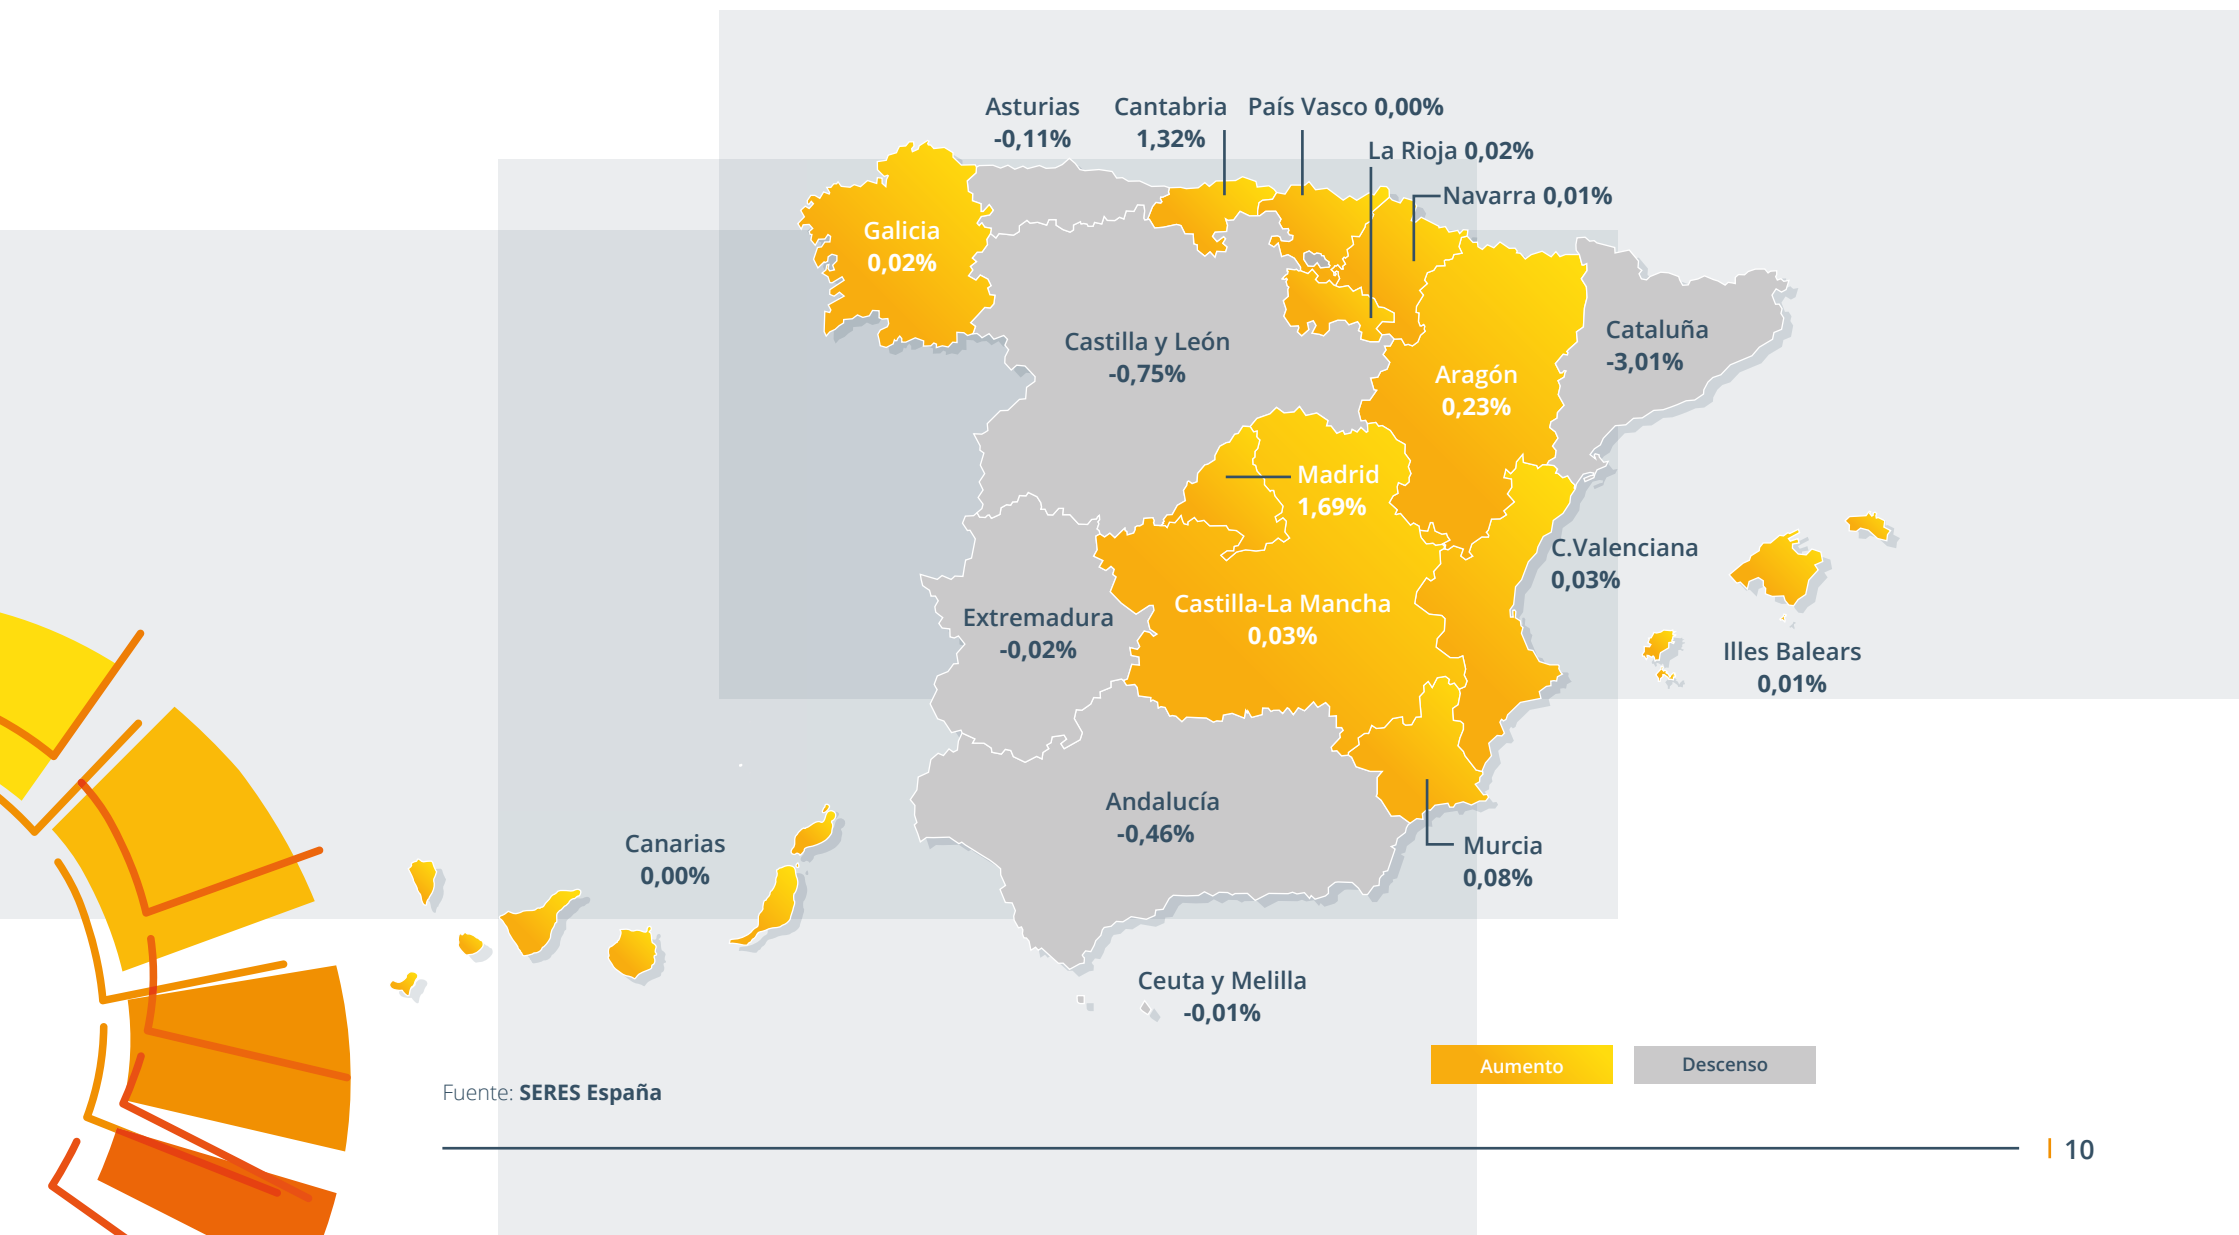 Asturias
-0,11%
Cantabria
1,32%
País Vasco 0,00%
La Rioja 0,02%
Navarra 0,01%
Galicia
0,02%
Castilla y León
-0,75%
Cataluña
-3,01%
Aragón
0,23%
Madrid
1,69%
C.Valenciana
0,03%
Castilla-La Mancha
0,03%
Extremadura
-0,02%
Illes Balears
0,01%
Andalucía
-0,46%
Canarias
0,00%
Murcia
0,08%
Ceuta y Melilla
-0,01%
Aumento
Descenso
Fuente: SERES España
10